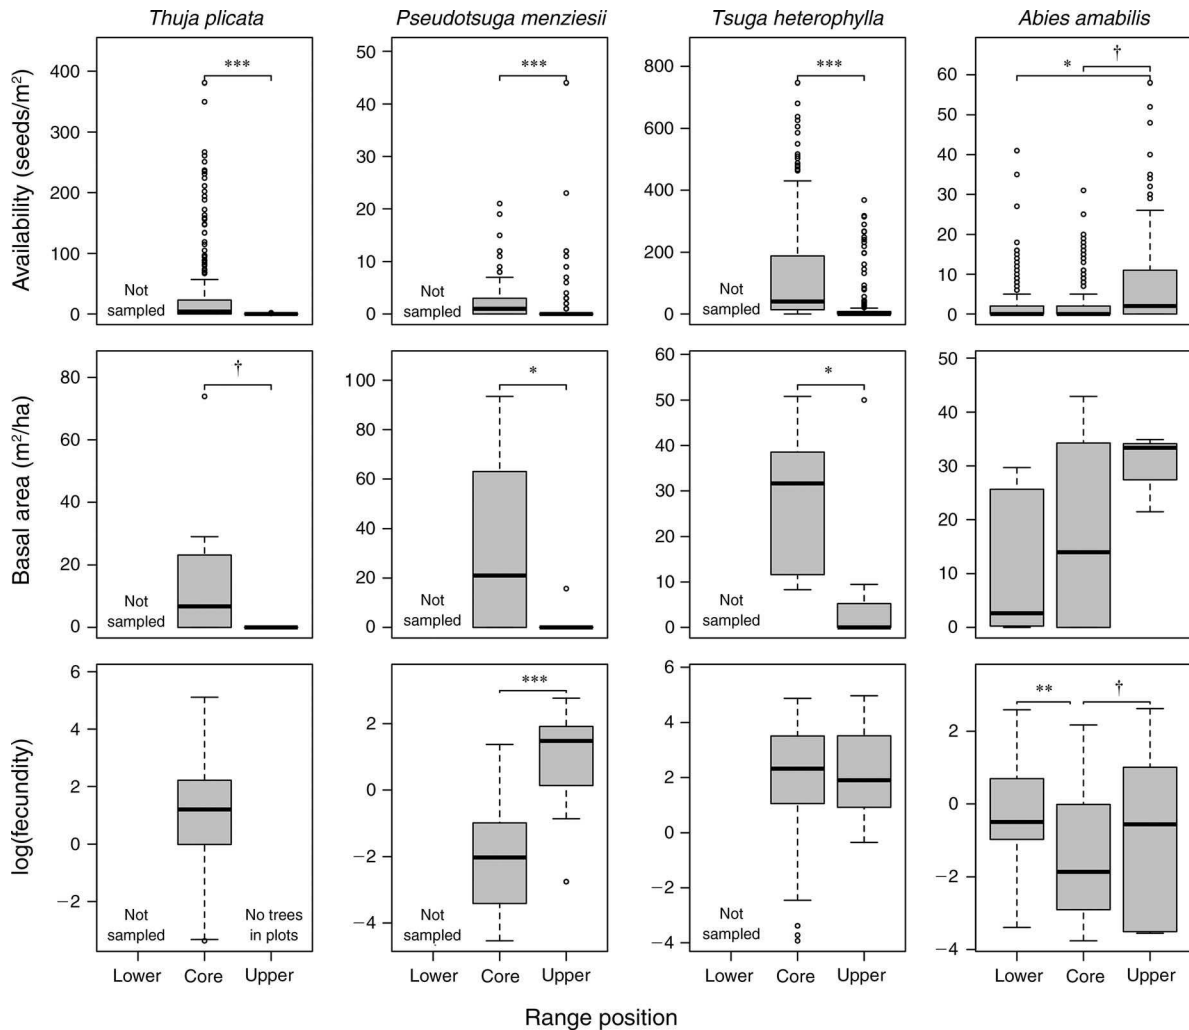 Thuja plicata Pseudotsuga menziesii Tsuga heterophylla Abies amabilis
Availability (seeds/m²)
400
300
200
100
0
***
Not
sampled
50
40
30
20
10
0
***
Not
sampled
800
600
400
200
0
***
Not
sampled
60
50
40
30
20
10
0
*
†
Basal area (m²/ha)
80
60
40
20
0
†
Not
sampled
100
80
60
40
20
0
*
Not
sampled
60
50
40
30
20
10
0
*
Not
sampled
50
40
30
20
10
0
log(fecundity)
6
4
2
0
−2
Not
sampled
No trees
in plots
Lower Core Upper
2
0
−2
−4
***
Not
sampled
Lower Core Upper
6
4
2
0
−2
−4
Not
sampled
Lower Core Upper
2
0
−2
−4
**
†
Lower Core Upper
Range position